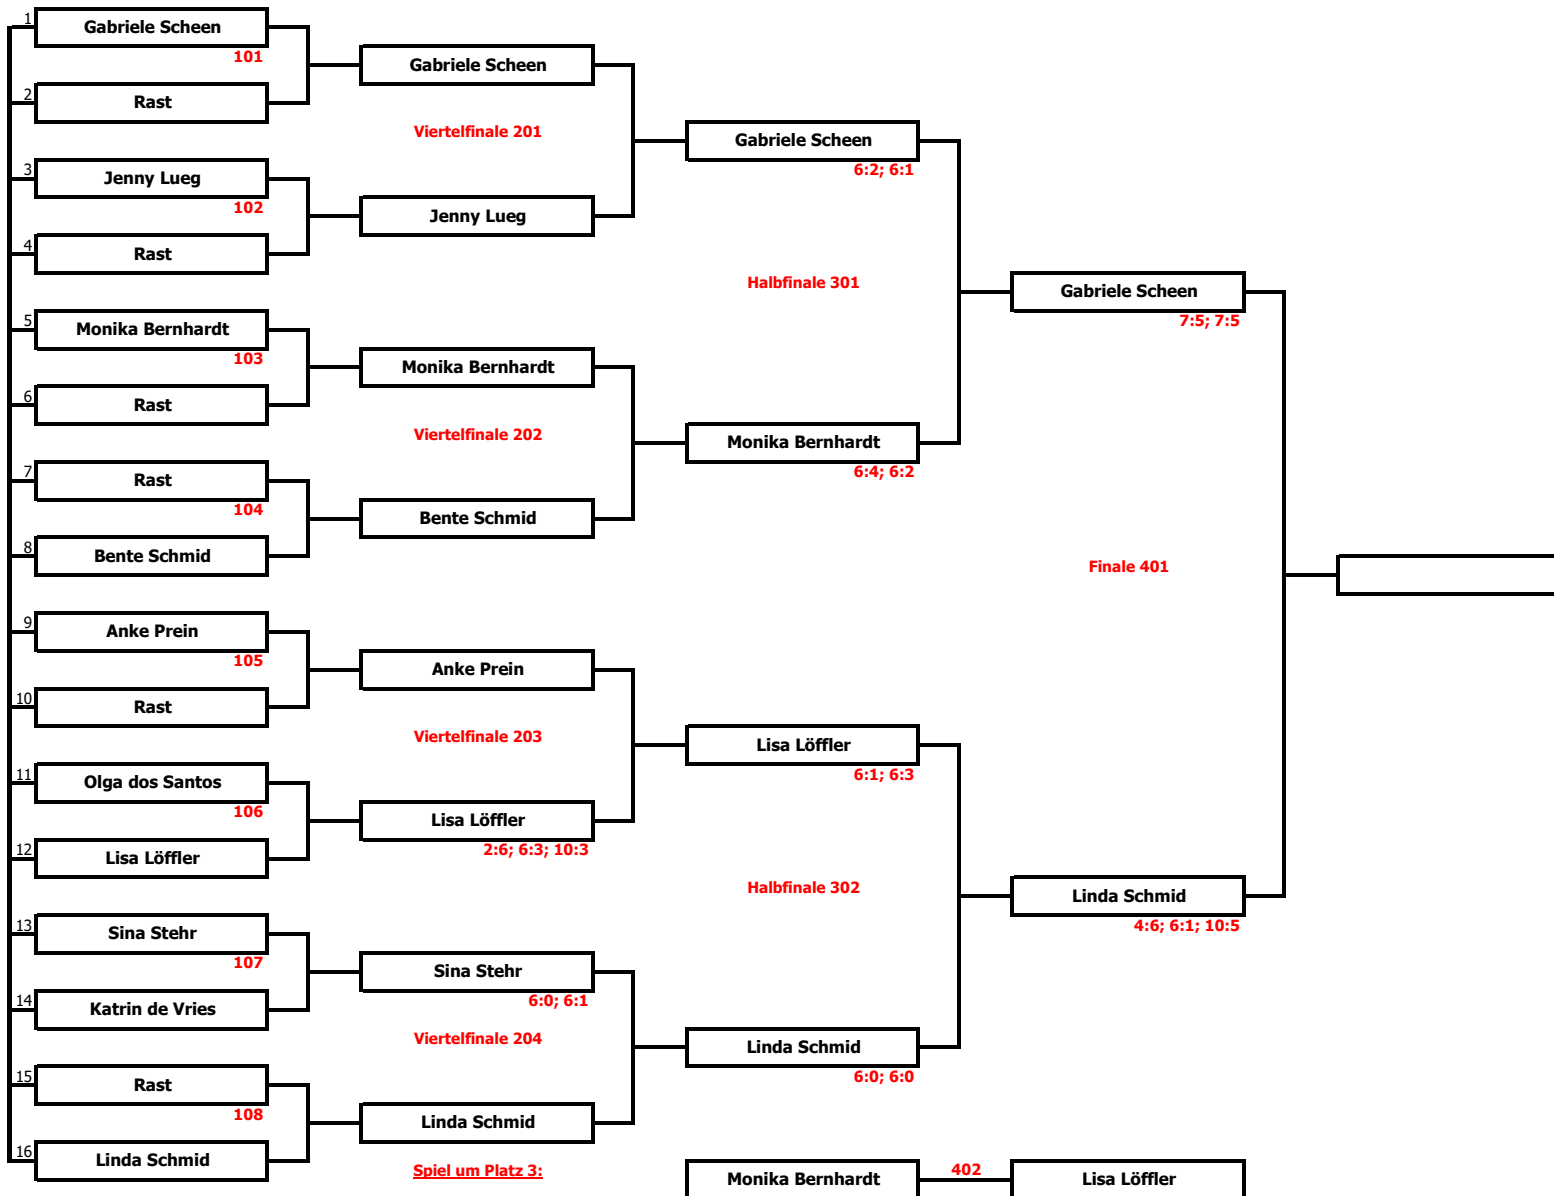 1
Gabriele Scheen
101
Gabriele Scheen
2
Rast
Viertelfinale 201
Gabriele Scheen
6:2; 6:1
3
Jenny Lueg
102
Jenny Lueg
4
Rast
Halbfinale 301
Gabriele Scheen
7:5; 7:5
5
Monika Bernhardt
103
Monika Bernhardt
6
Rast
Viertelfinale 202
Monika Bernhardt
6:4; 6:2
7
Rast
104
Bente Schmid
8
Bente Schmid
Finale 401
9
Anke Prein
105
Anke Prein
10
Rast
Viertelfinale 203
Lisa Löffler
6:1; 6:3
11
Olga dos Santos
106
Lisa Löffler
2:6; 6:3; 10:3
12
Lisa Löffler
Halbfinale 302
Linda Schmid
4:6; 6:1; 10:5
13
Sina Stehr
107
Sina Stehr
6:0; 6:1
14
Katrin de Vries
Viertelfinale 204
Linda Schmid
6:0; 6:0
15
Rast
108
Linda Schmid
16
Linda Schmid
Spiel um Platz 3:
Monika Bernhardt
402
Lisa Löffler